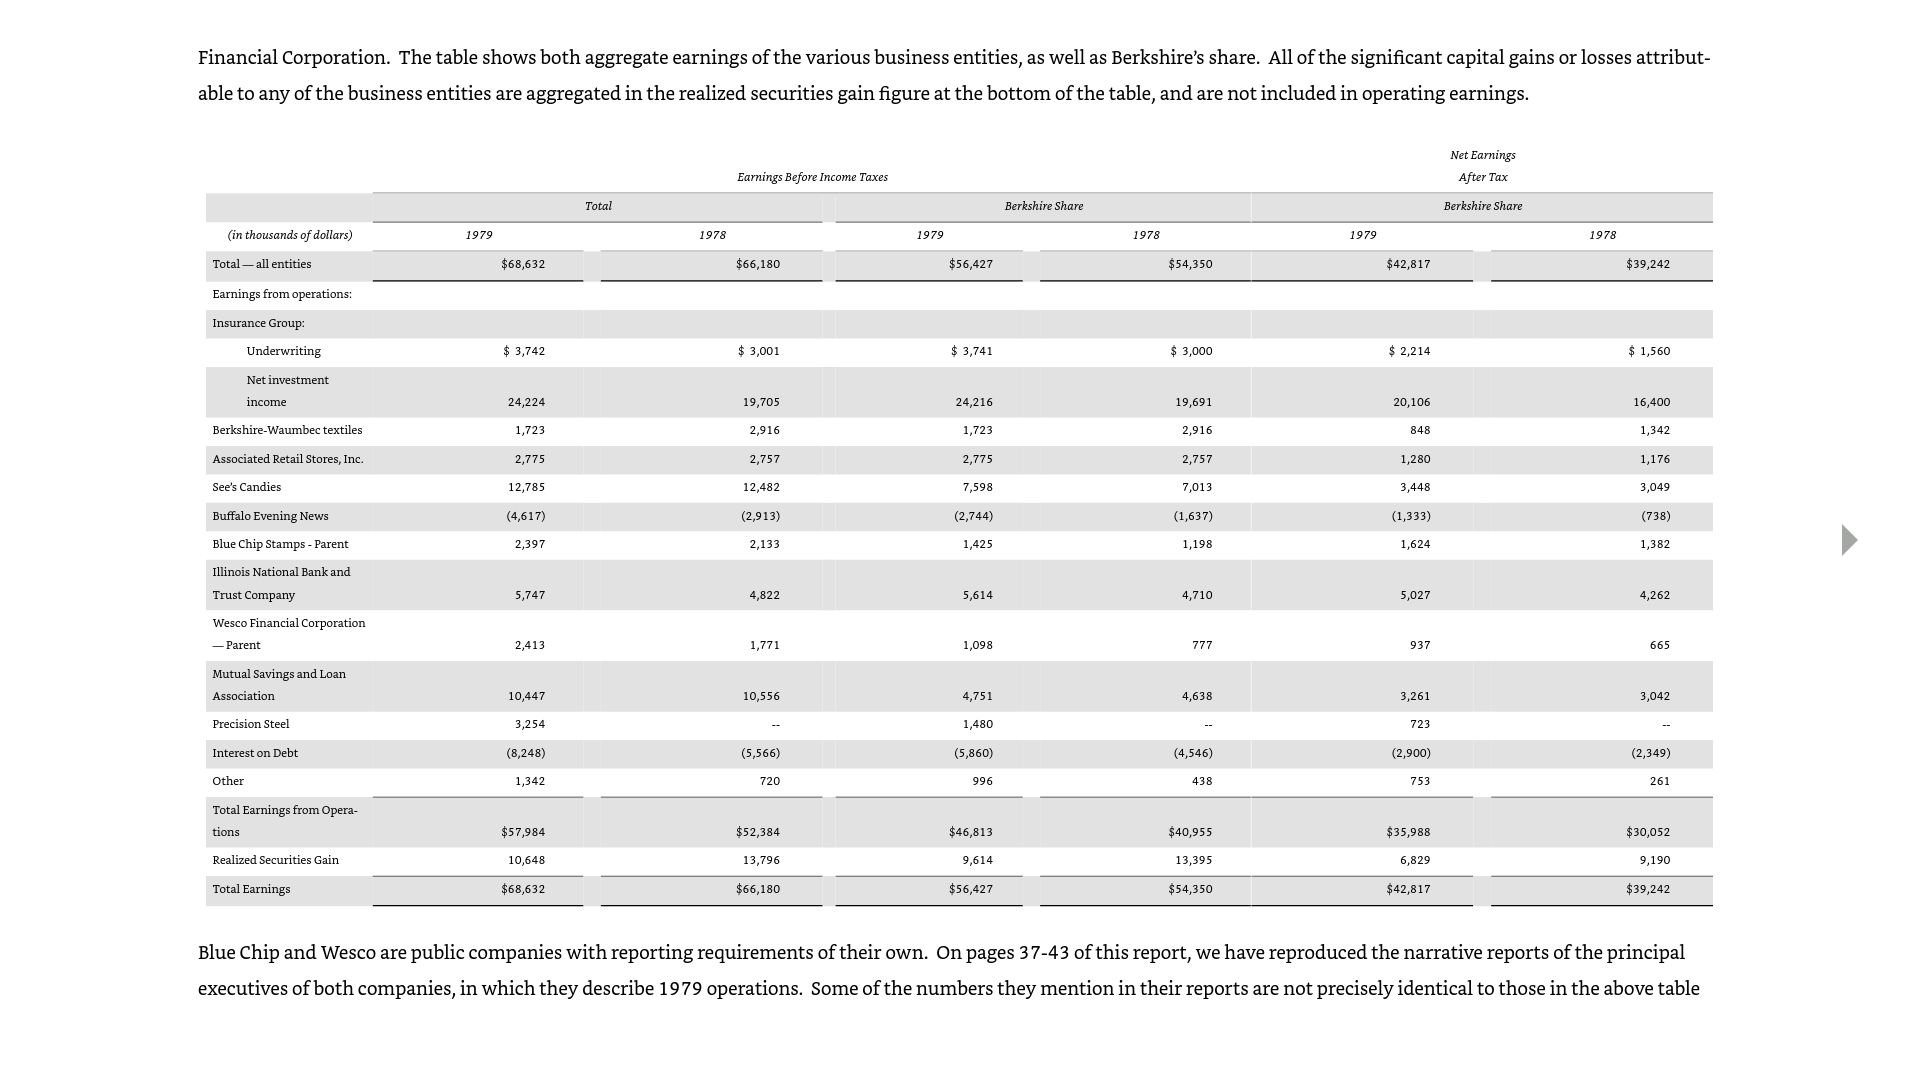 Financial Corporation.  The table shows both aggregate earnings of the various business entities, as well as Berkshire’s share.  All of the significant capital gains or losses attribut-
able to any of the business entities are aggregated in the realized securities gain figure at the bottom of the table, and are not included in operating earnings.
Net Earnings
Earnings Before Income Taxes After Tax
Total Berkshire Share Berkshire Share
(in thousands of dollars) 1979 1978 1979 1978 1979 1978
Total — all entities $68,632 $66,180 $56,427 $54,350 $42,817 $39,242
Earnings from operations:
Insurance Group:
Underwriting $ 3,742 $ 3,001 $ 3,741 $ 3,000 $ 2,214 $ 1,560
Net investment
income 24,224 19,705 24,216 19,691 20,106 16,400
Berkshire-Waumbec textiles 1,723 2,916 1,723 2,916 848 1,342
Associated Retail Stores, Inc. 2,775 2,757 2,775 2,757 1,280 1,176
See’s Candies 12,785 12,482 7,598 7,013 3,448 3,049
Buffalo Evening News (4,617) (2,913) (2,744) (1,637) (1,333) (738)
Blue Chip Stamps - Parent 2,397 2,133 1,425 1,198 1,624 1,382
Illinois National Bank and
Trust Company 5,747 4,822 5,614 4,710 5,027 4,262
Wesco Financial Corporation
— Parent 2,413 1,771 1,098 777 937 665
Mutual Savings and Loan
Association 10,447 10,556 4,751 4,638 3,261 3,042
Precision Steel 3,254 -- 1,480 -- 723 --
Interest on Debt (8,248) (5,566) (5,860) (4,546) (2,900) (2,349)
Other 1,342 720 996 438 753 261
Total Earnings from Opera-
tions $57,984 $52,384 $46,813 $40,955 $35,988 $30,052
Realized Securities Gain 10,648 13,796 9,614 13,395 6,829 9,190
Total Earnings $68,632 $66,180 $56,427 $54,350 $42,817 $39,242
Blue Chip and Wesco are public companies with reporting requirements of their own.  On pages 37-43 of this report, we have reproduced the narrative reports of the principal
executives of both companies, in which they describe 1979 operations.  Some of the numbers they mention in their reports are not precisely identical to those in the above table